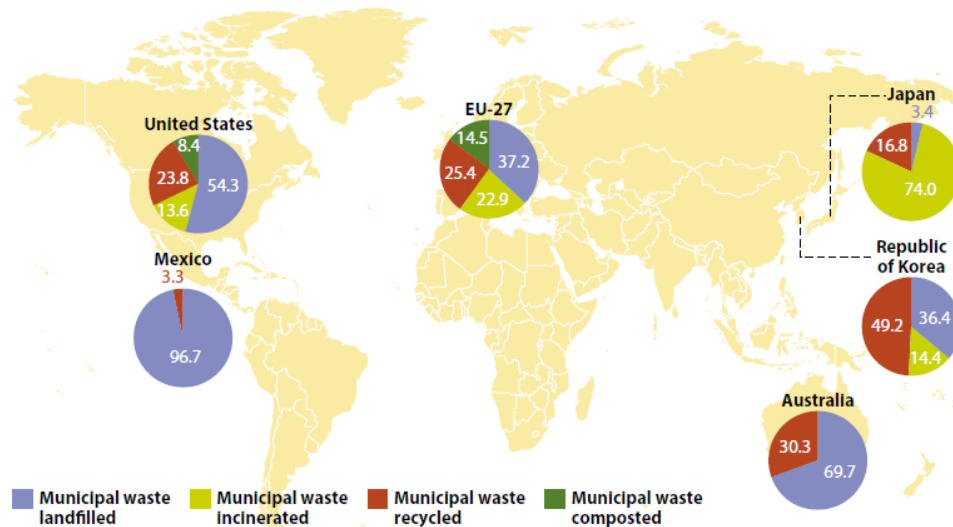 United States
8.4
23.8
54.3
13.6
Mexico
3.3
96.7
EU-27
14.5
37.2
25.4
22.9
Japan
3.4
16.8
74.0
Republic
of Korea
49.2
36.4
14.4
Australia
30.3
69.7
Municipal waste
landfilled
Municipal waste
incinerated
Municipal waste
recycled
Municipal waste
composted